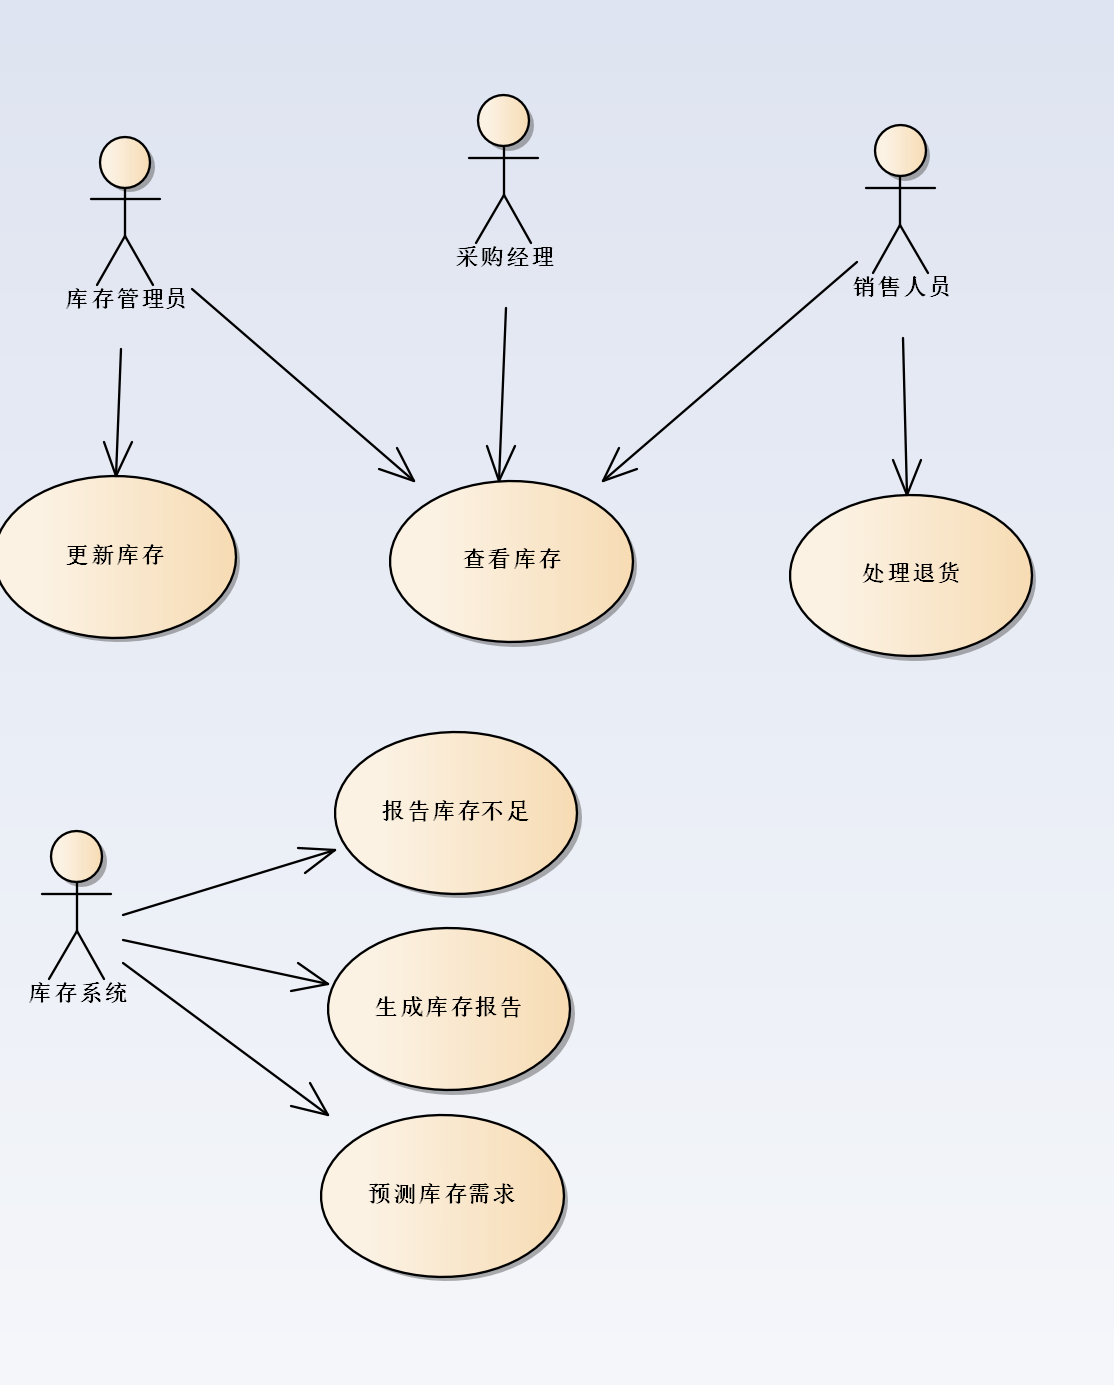 采购经理
销售人员
库存管理员
更新库存
查看库存
处理退货
报告库存不足
库存系统
生成库存报告
预测库存需求